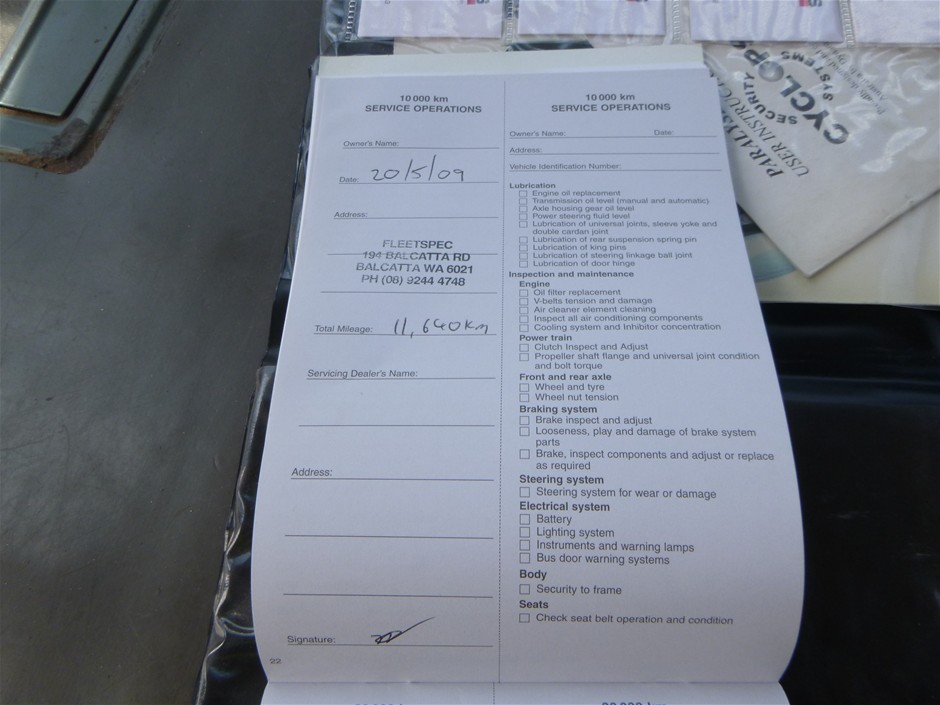 PARALYS
USER INSTRUCT
SECURITY
CYCLOP
SYSTEMS
10 000 km
SERVICE OPERATIONS
Owner's Name:
Date: 20/5/09
Address:
FLEETSPEC
194 BALCATTA RD
BALCATTA WA 6021
PH (08) 9244 4748
Total Mileage: 11,640km
Servicing Dealer's Name:
Address:
Signature:
22
10 000 km
SERVICE OPERATIONS
Owner's Name: Date:
Address:
Vehicle Identification Number:
Lubrication
Engine oil replacement
Transmission oil level (manual and automatic)
Axle housing gear oil level
Power steering fluid level
Lubrication of universal joints, sleeve yoke and
double cardan joint
Lubrication of rear suspension spring pin
Lubrication of king pins
Lubrication of steering linkage ball joint
Lubrication of door hinge
Inspection and maintenance
Engine
Oil filter replacement
V-belts tension and damage
Air cleaner element cleaning
Inspect all air conditioning components
Cooling system and Inhibitor concentration
Power train
Clutch Inspect and Adjust
Propeller shaft flange and universal joint condition
and bolt torque
Front and rear axle
Wheel and tyre
Wheel nut tension
Braking system
Brake inspect and adjust
Looseness, play and damage of brake system
parts
Brake, inspect components and adjust or replace
as required
Steering system
Steering system for wear or damage
Electrical system
Battery
Lighting system
Instruments and warning lamps
Bus door warning systems
Body
Security to frame
Seats
Check seat belt operation and condition